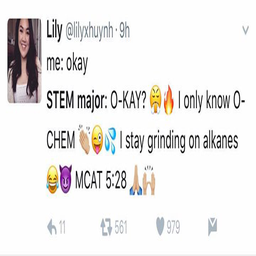 Lily @lilyxhuynh · 9h
me: okay
STEM major: O-KAY? 😤🔥 I only know O-
CHEM 👏🏼😜💦 I stay grinding on alkanes
😂😈 MCAT 5:28 🙏🏼🙌🏼
11 561 979